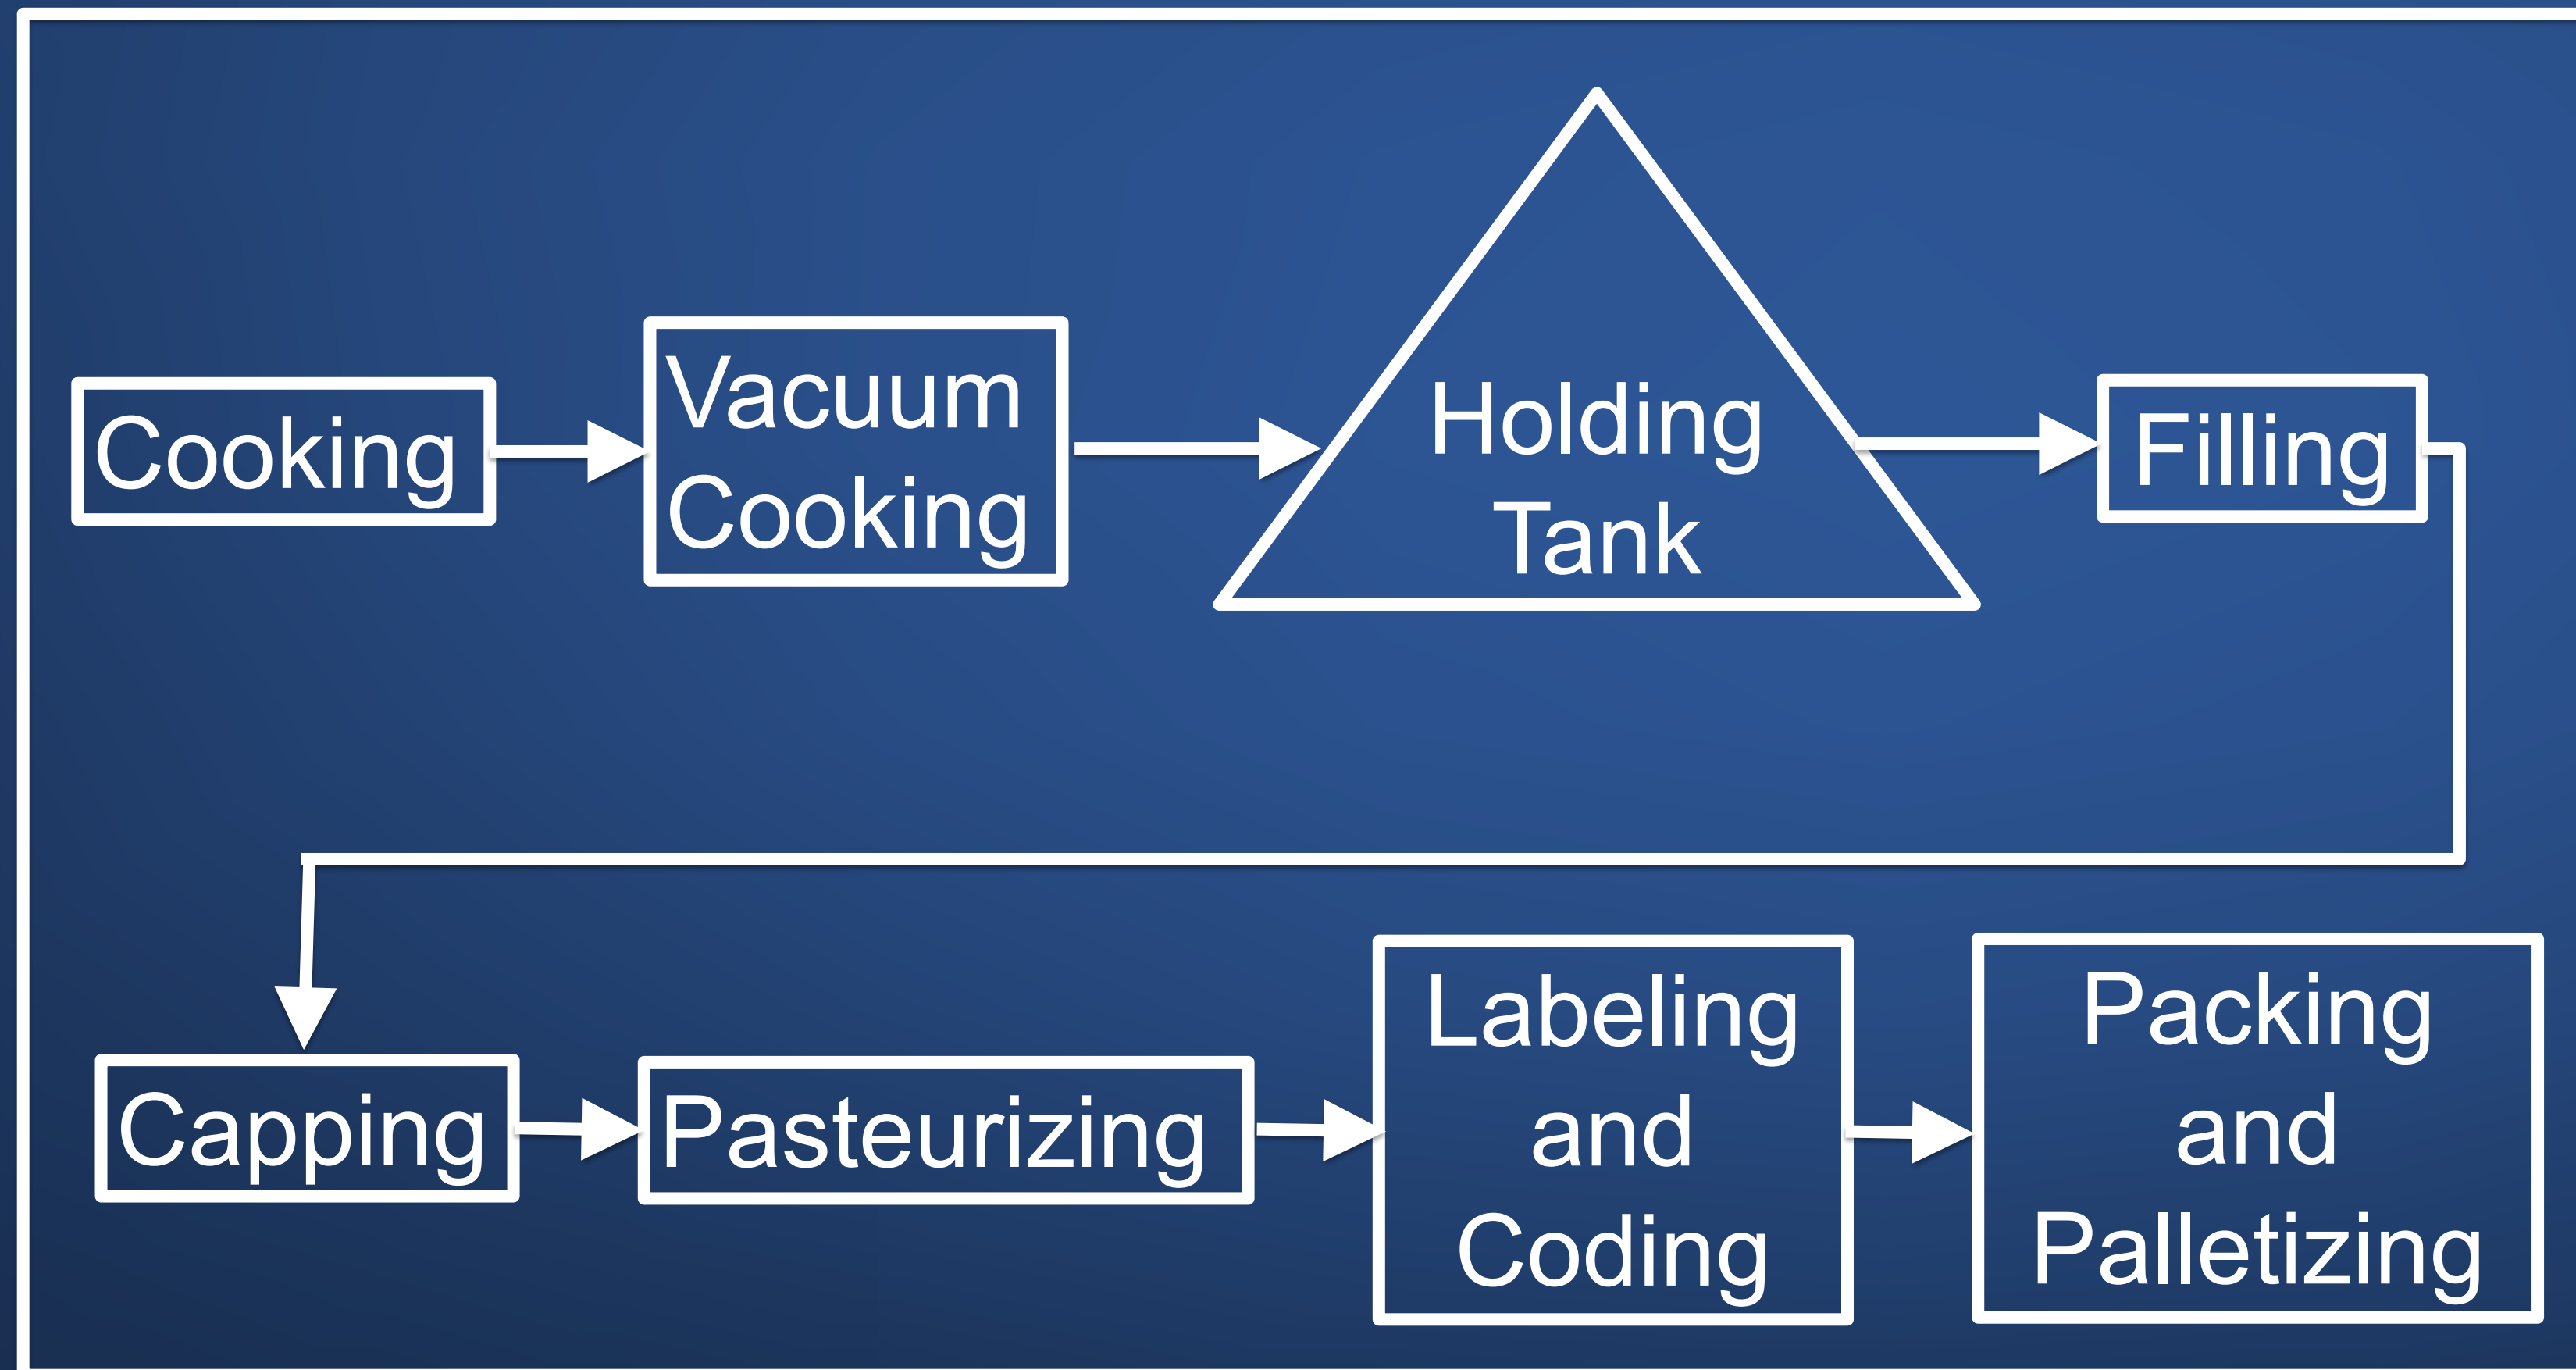 Cooking
Vacuum
Cooking
Holding
Tank
Filling
Capping
Pasteurizing
Labeling
and
Coding
Packing
and
Palletizing